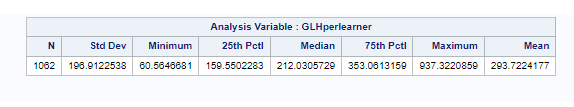 Analysis Variable : GLHperlearner
N Std Dev Minimum 25th Pctl Median 75th Pctl Maximum Mean
1062 196.9122538 60.5646681 159.5502283 212.0305729 353.0613159 937.3220859 293.7224177